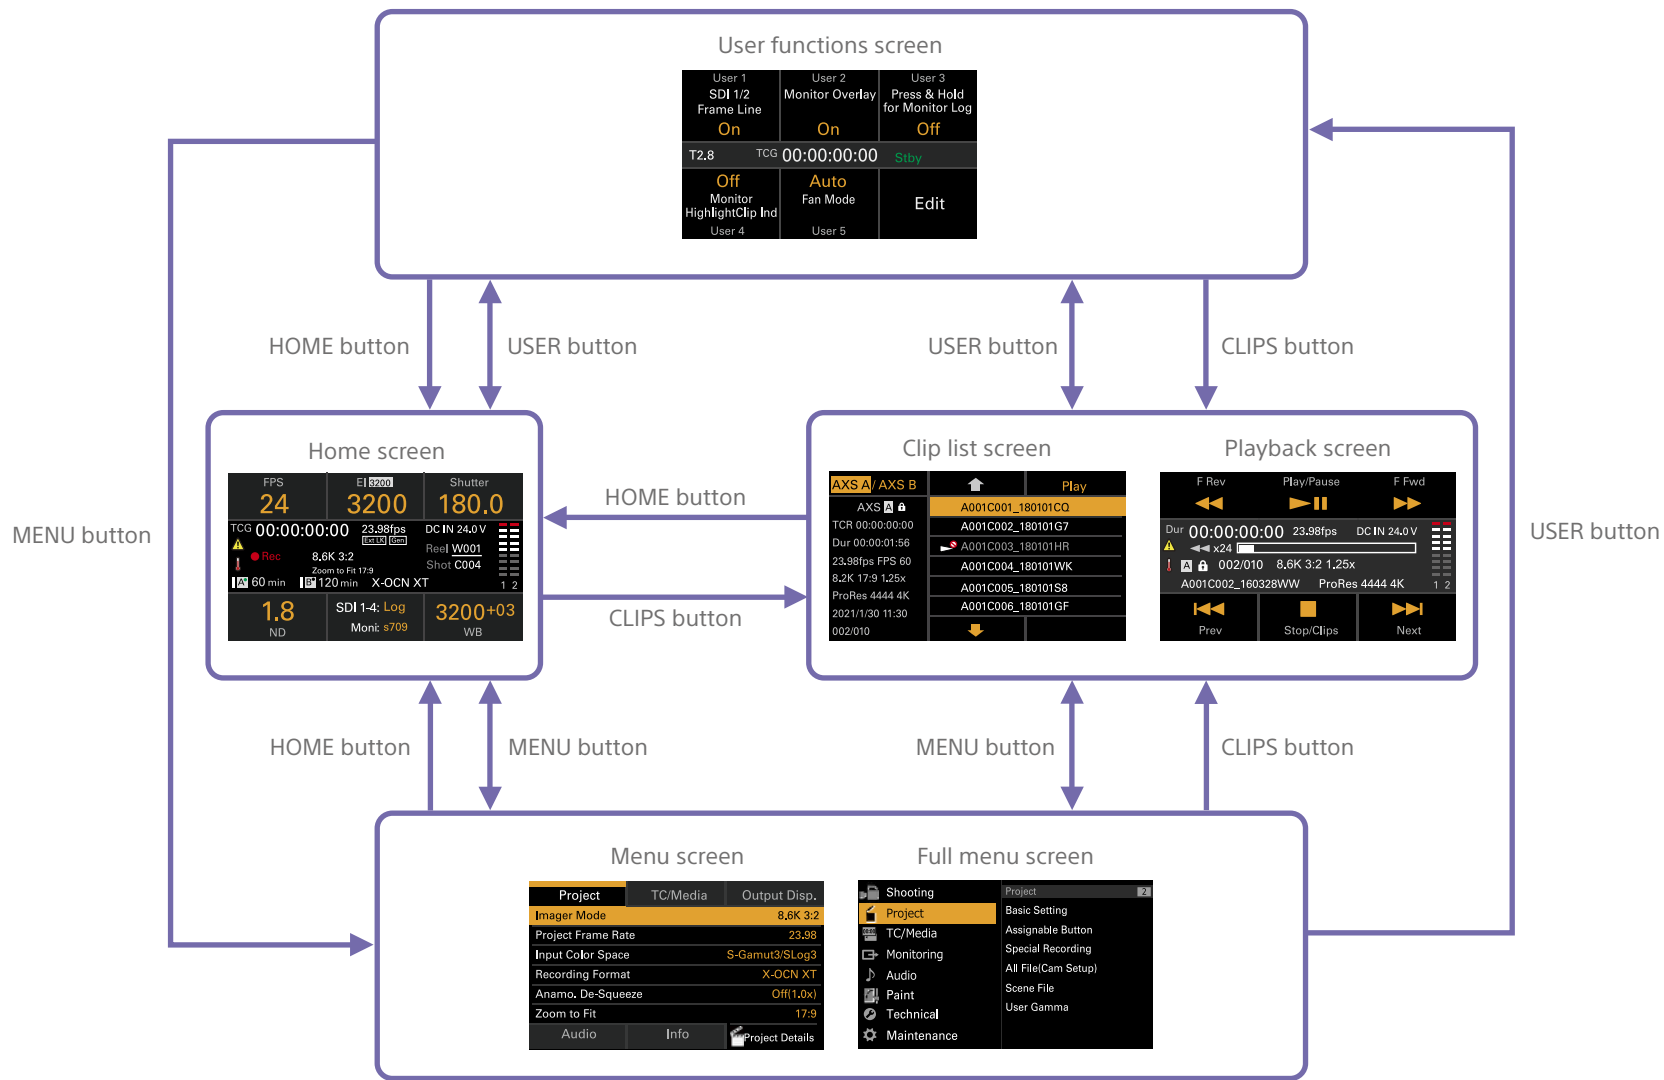 User functions screen
User 1
SDI 1/2
Frame Line
On
User 2
Monitor Overlay
On
User 3
Press & Hold
for Monitor Log
Off
T2.8 TCG 00:00:00:00 Stby
Off
Monitor
HighlightClip Ind
User 4
Auto
Fan Mode
User 5
Edit
HOME button
USER button
USER button
CLIPS button
MENU button
USER button
Home screen
FPS
24
EI 3200
3200
Shutter
180.0
TCG 00:00:00:00 23.98fps DC IN 24.0 V
Ext LK Gen
Rec 8.6K 3:2
Zoom to Fit 17:9
Reel W001
Shot C004
A 60 min B 120 min X-OCN XT
1 2
1.8
ND
SDI 1-4: Log
Moni: s709
3200+03
WB
HOME button
CLIPS button
Clip list screen
AXS A / AXS B
AXS A
TCR 00:00:00:00
Dur 00:00:01:56
23.98fps FPS 60
8.2K 17:9 1.25x
ProRes 4444 4K
2021/1/30 11:30
002/010
Play
A001C001_180101CQ
A001C002_180101G7
A001C003_180101HR
A001C004_180101WK
A001C005_180101S8
A001C006_180101GF
Playback screen
F Rev
Play/Pause
F Fwd
Dur 00:00:00:00 23.98fps DC IN 24.0 V
x24
A 002/010 8.6K 3:2 1.25x
A001C002_160328WW ProRes 4444 4K
1 2
Prev
Stop/Clips
Next
HOME button
MENU button
MENU button
CLIPS button
Menu screen
Project TC/Media Output Disp.
Imager Mode 8.6K 3:2
Project Frame Rate 23.98
Input Color Space S-Gamut3/SLog3
Recording Format X-OCN XT
Anamo. De-Squeeze Off(1.0x)
Zoom to Fit 17:9
Audio Info Project Details
Full menu screen
Shooting
Project
TC/Media
00:00
Monitoring
Audio
Paint
Technical
Maintenance
Project 2
Basic Setting
Assignable Button
Special Recording
All File(Cam Setup)
Scene File
User Gamma